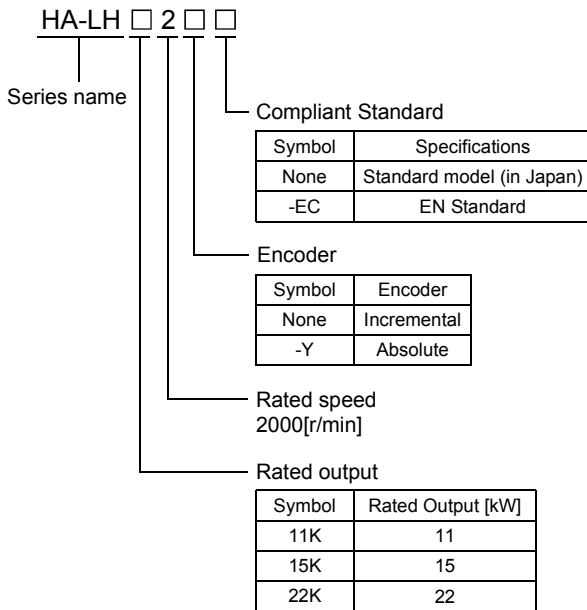 HA-LH □ 2 □ □
Series name
Compliant Standard
Symbol Specifications
None Standard model (in Japan)
-EC EN Standard
Encoder
Symbol Encoder
None Incremental
-Y Absolute
Rated speed
2000[r/min]
Rated output
Symbol Rated Output [kW]
11K 11
15K 15
22K 22